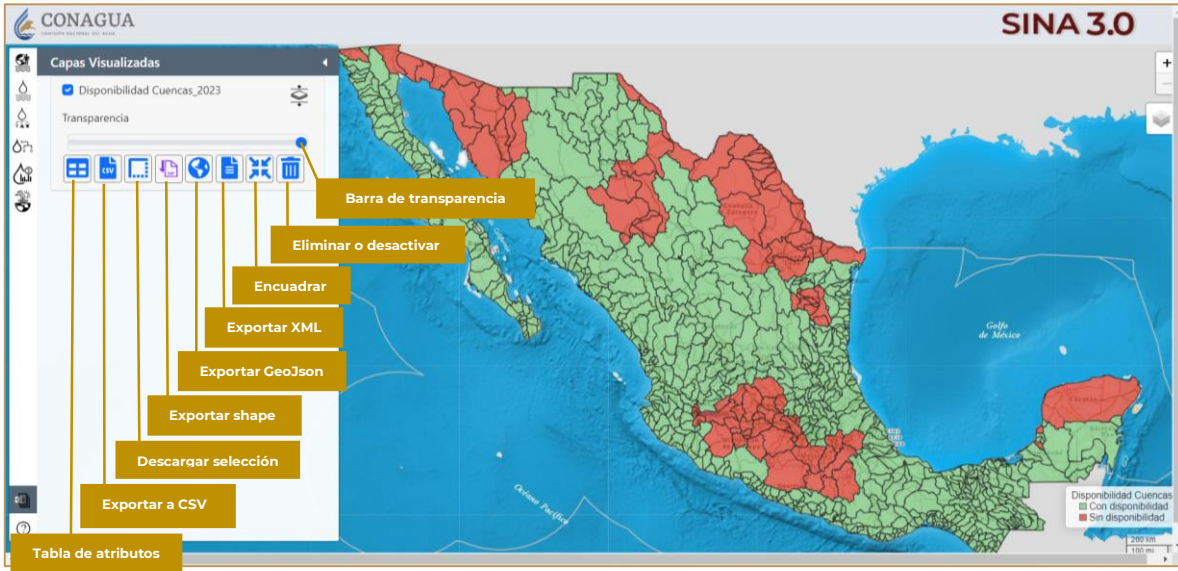 CONAGUA
COMISIÓN NACIONAL DEL AGUA
SINA 3.0
Capas Visualizadas
Disponibilidad Cuencas_2023
Transparencia
CSV
Barra de transparencia
Eliminar o desactivar
Encuadrar
Exportar XML
Exportar GeoJson
Exportar shape
Descargar selección
Exportar a CSV
Tabla de atributos
Golfo
de México
Océano Pacífico
Disponibilidad Cuencas
Con disponibilidad
Sin disponibilidad
200 km
100 mi
+